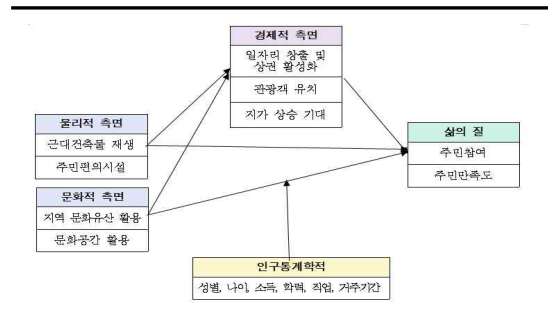 경제적 측면
일자리 창출 및
상권 활성화
관광객 유치
지가 상승 기대
물리적 측면
근대건축물 재생
주민편의시설
문화적 측면
지역 문화유산 활용
문화공간 활용
삶의 질
주민참여
주민만족도
인구통계학적
성별, 나이, 소득, 학력, 직업, 거주기간